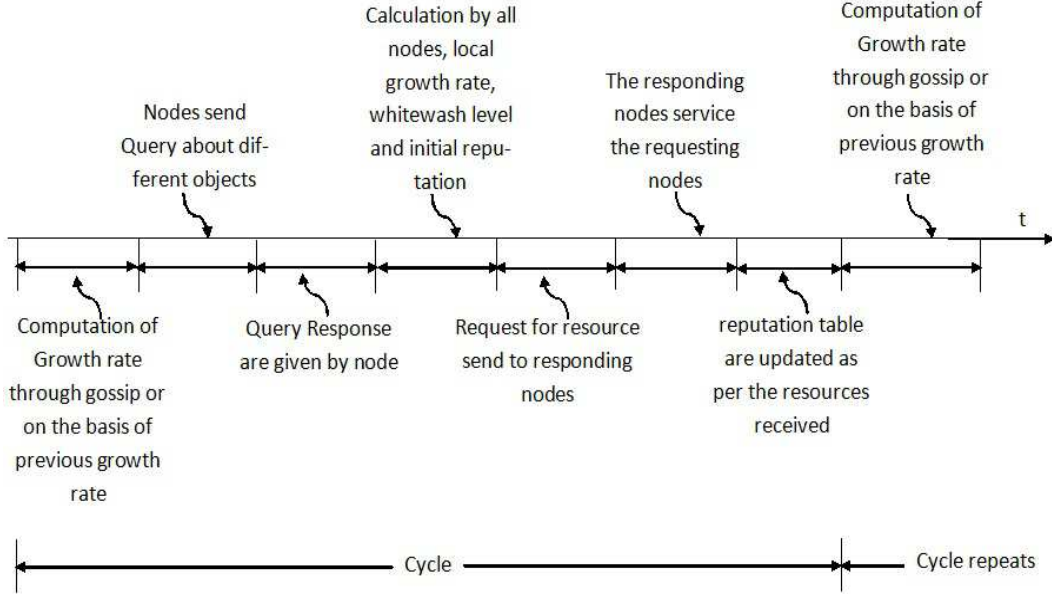 Computation of
Growth rate
through gossip or
on the basis of
previous growth
rate
Nodes send
Query about dif-
ferent objects
Query Response
are given by node
Calculation by all
nodes, local
growth rate,
whitewash level
and initial repu-
tation
Request for resource
send to responding
nodes
The responding
nodes service
the requesting
nodes
reputation table
are updated as
per the resources
received
Computation of
Growth rate
through gossip or
on the basis of
previous growth
rate
t
Cycle
Cycle repeats